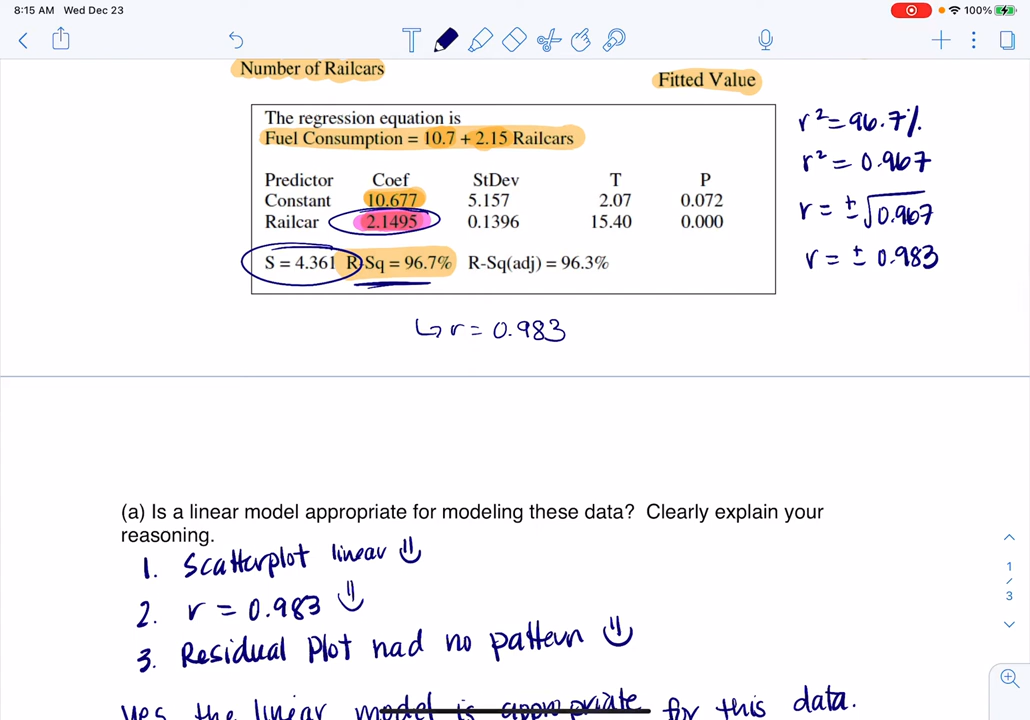 8:15 AM Wed Dec 23
100%
Number of Railcars
Fitted Value
The regression equation is
Fuel Consumption = 10.7 + 2.15 Railcars
Predictor Coef StDev T P
Constant 10.677 5.157 2.07 0.072
Railcar 2.1495 0.1396 15.40 0.000
S = 4.361 R-Sq = 96.7% R-Sq(adj) = 96.3%
r² = 96.7%
r² = 0.967
r = ±√0.967
r = ± 0.983
↳ r = 0.983
(a) Is a linear model appropriate for modeling these data? Clearly explain your
reasoning.
1. Scatterplot linear
2. r = 0.983
3. Residual Plot had no pattern
Yes the linear model is appropriate for this data.
1
/
3